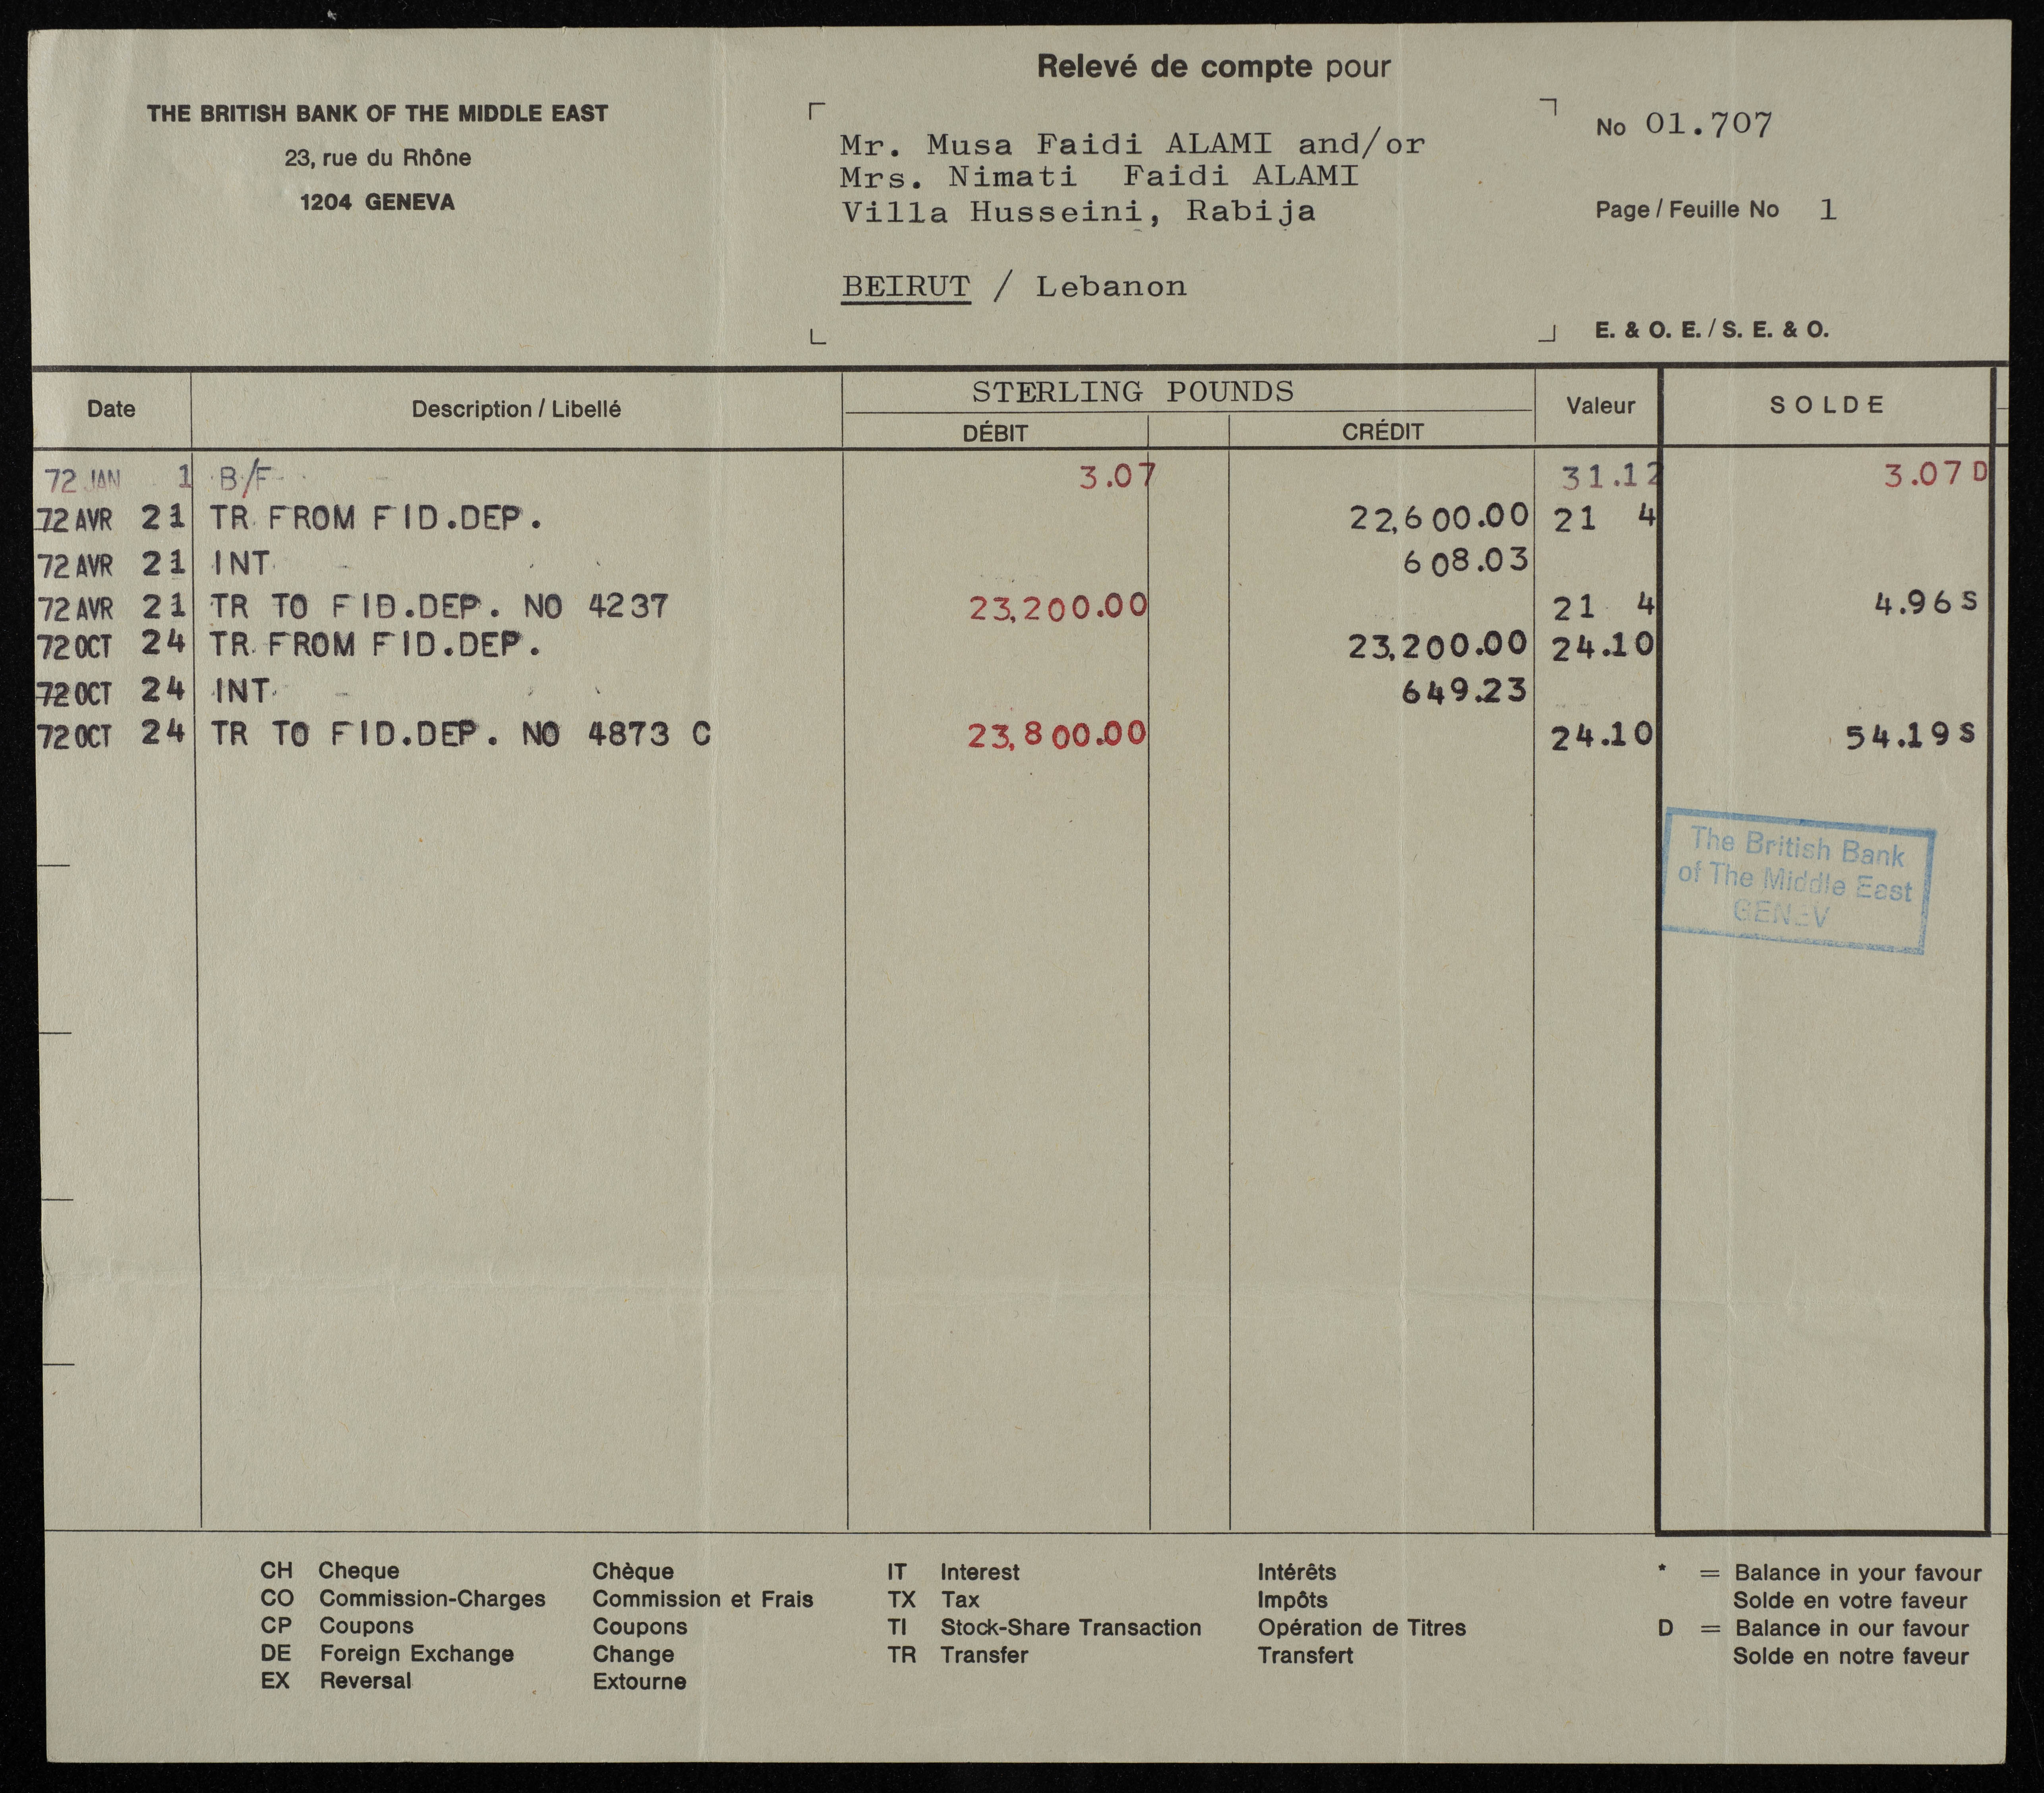 Relevé de compte pour
THE BRITISH BANK OF THE MIDDLE EAST
23, rue du Rhône
1204 GENEVA
Mr. Musa Faidi ALAMI and/or
Mrs. Nimati Faidi ALAMI
Villa Husseini, Rabija
BEIRUT / Lebanon
No 01.707
Page / Feuille No 1
E. & O. E. / S. E. & O.
Date Description / Libellé STERLING POUNDS Valeur SOLDE
DÉBIT CRÉDIT
72 JAN 1 B/F 3.07 31.12 3.07 D
72 AVR 21 TR. FROM FID.DEP. 22,600.00 21 4
72 AVR 21 INT. 608.03
72 AVR 21 TR TO FID.DEP. NO 4237 23,200.00 21 4 4.96 S
72 OCT 24 TR. FROM FID.DEP. 23,200.00 24.10
72 OCT 24 INT. 649.23
72 OCT 24 TR TO FID.DEP. NO 4873 C 23,800.00 24.10 54.19 S
The British Bank
of The Middle East
GENEV
CH Cheque Chèque IT Interest Intérêts * = Balance in your favour
CO Commission-Charges Commission et Frais TX Tax Impôts Solde en votre faveur
CP Coupons Coupons TI Stock-Share Transaction Opération de Titres D = Balance in our favour
DE Foreign Exchange Change TR Transfer Transfert Solde en notre faveur
EX Reversal Extourne